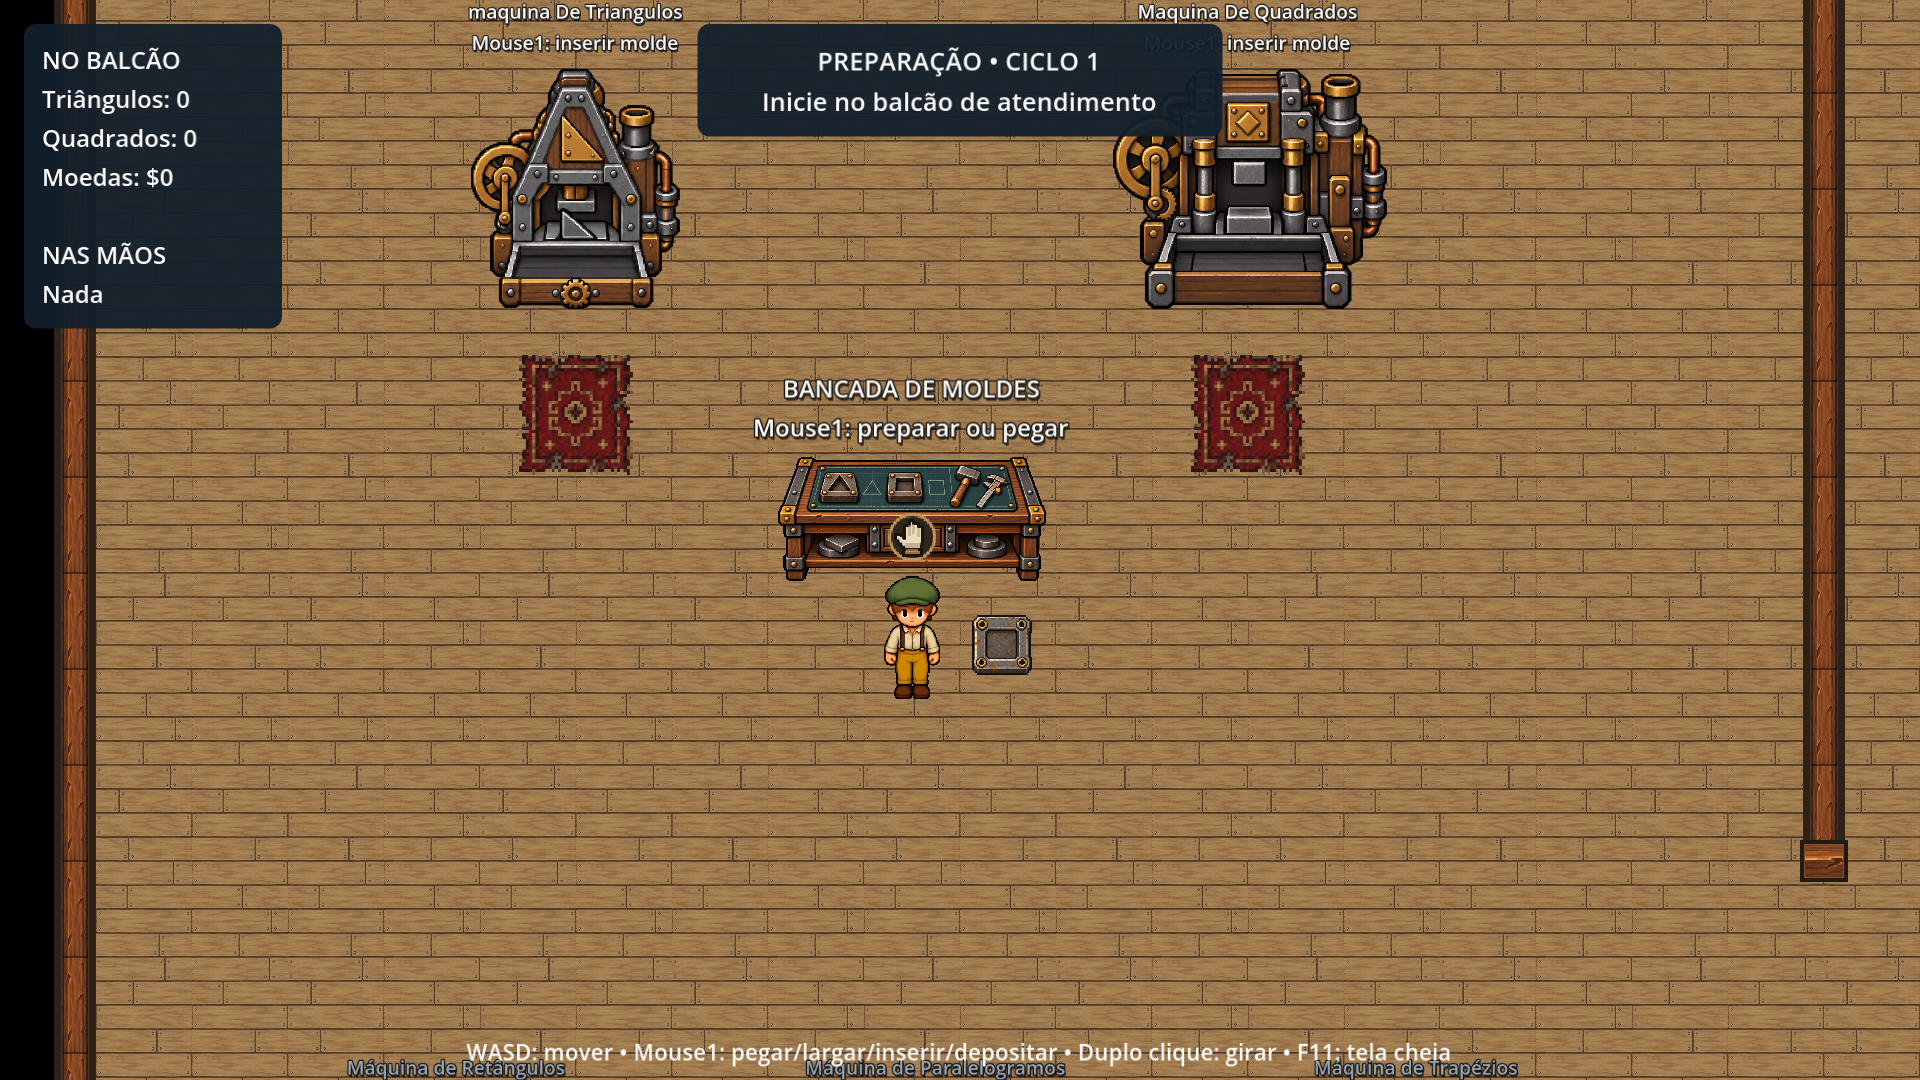 maquina De Triangulos
Mouse1: inserir molde
Maquina De Quadrados
Mouse1: inserir molde
NO BALCÃO
Triângulos: 0
Quadrados: 0
Moedas: $0
NAS MÃOS
Nada
PREPARAÇÃO • CICLO 1
Inicie no balcão de atendimento
BANCADA DE MOLDES
Mouse1: preparar ou pegar
WASD: mover • Mouse1: pegar/largar/inserir/depositar • Duplo clique: girar • F11: tela cheia
Máquina de Retângulos
Máquina de Paralelogramos
Máquina de Trapézios